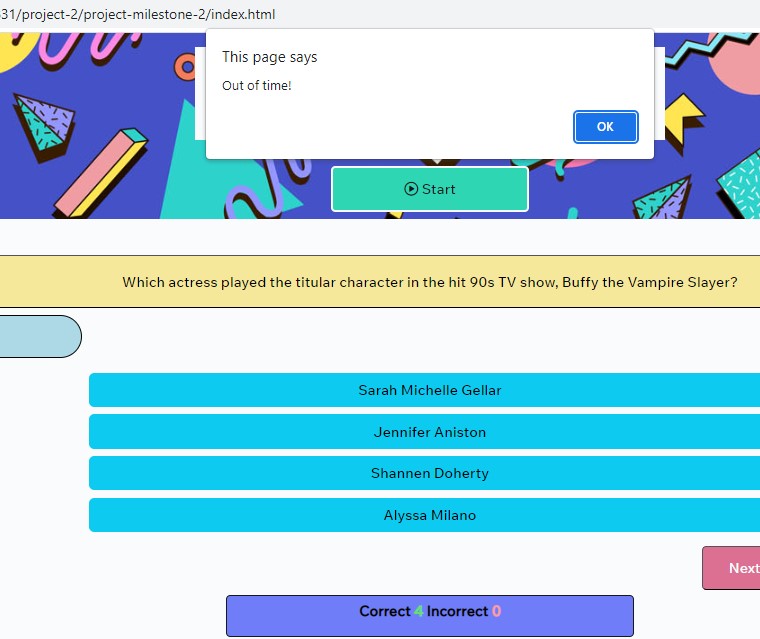 31/project-2/project-milestone-2/index.html
This page says
Out of time!
OK
Start
Which actress played the titular character in the hit 90s TV show, Buffy the Vampire Slayer?
Sarah Michelle Gellar
Jennifer Aniston
Shannen Doherty
Alyssa Milano
Next
Correct 4 Incorrect 0